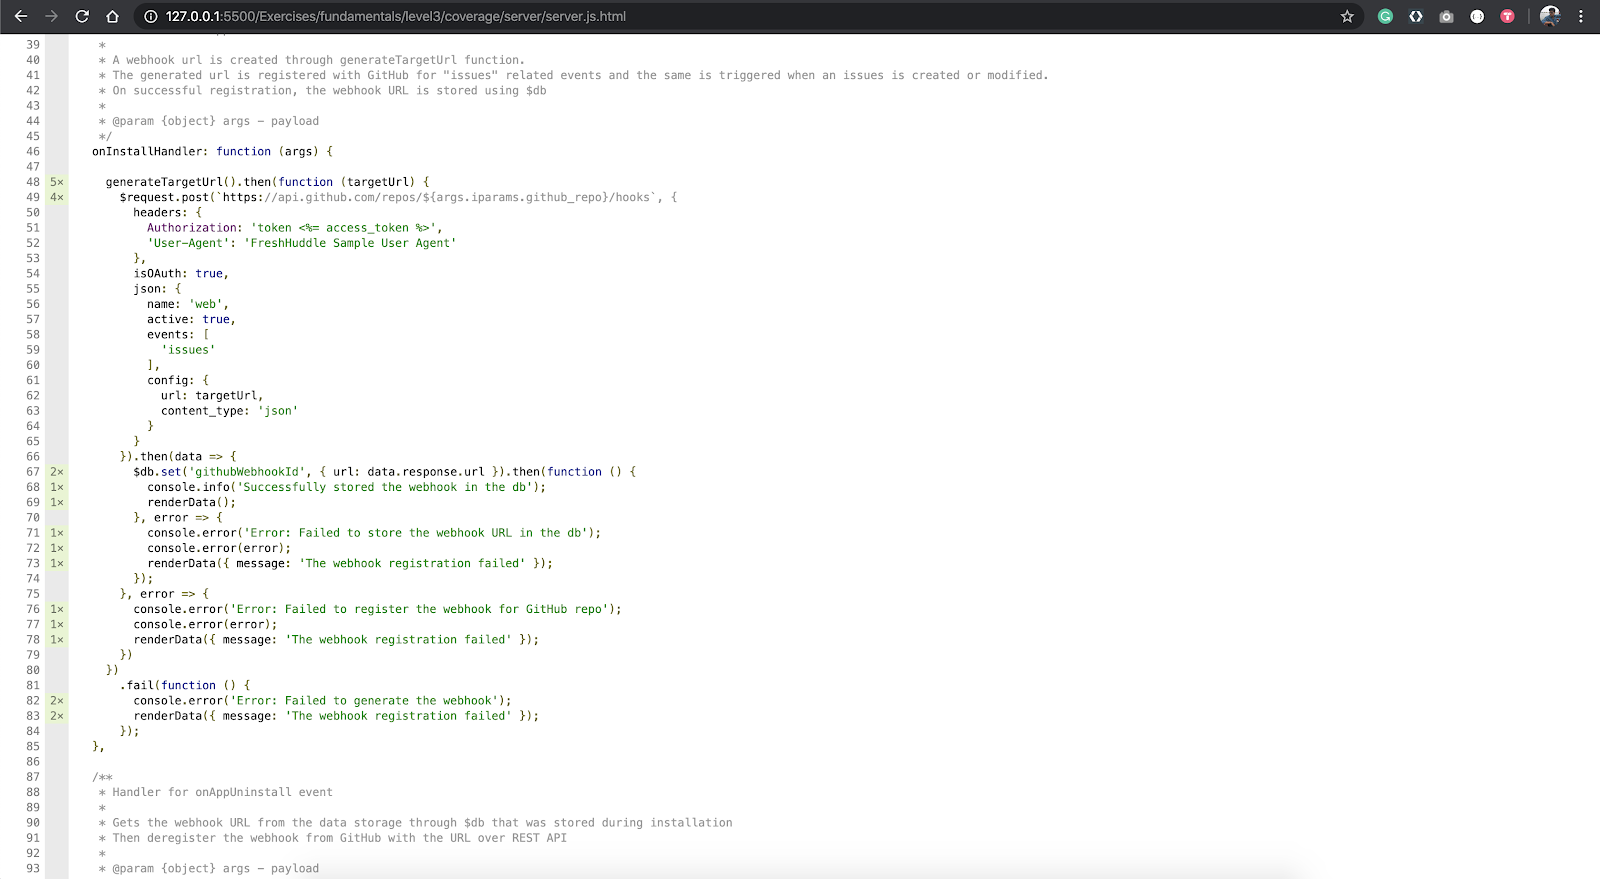 127.0.0.1:5500/Exercises/fundamentals/level3/coverage/server/server.js.html
39 *
40 * A webhook url is created through generateTargetUrl function.
41 * The generated url is registered with GitHub for "issues" related events and the same is triggered when an issues is created or modified.
42 * On successful registration, the webhook URL is stored using $db
43 *
44 * @param {object} args - payload
45 */
46 onInstallHandler: function (args) {
47
48 5× generateTargetUrl().then(function (targetUrl) {
49 4× $request.post(`https://api.github.com/repos/${args.iparams.github_repo}/hooks`, {
50 headers: {
51 Authorization: 'token <%= access_token %>',
52 'User-Agent': 'FreshHuddle Sample User Agent'
53 },
54 isOAuth: true,
55 json: {
56 name: 'web',
57 active: true,
58 events: [
59 'issues'
60 ],
61 config: {
62 url: targetUrl,
63 content_type: 'json'
64 }
65 }
66 }).then(data => {
67 2× $db.set('githubWebhookId', { url: data.response.url }).then(function () {
68 1× console.info('Successfully stored the webhook in the db');
69 1× renderData();
70 }, error => {
71 1× console.error('Error: Failed to store the webhook URL in the db');
72 1× console.error(error);
73 1× renderData({ message: 'The webhook registration failed' });
74 });
75 }, error => {
76 1× console.error('Error: Failed to register the webhook for GitHub repo');
77 1× console.error(error);
78 1× renderData({ message: 'The webhook registration failed' });
79 })
80 })
81 .fail(function () {
82 2× console.error('Error: Failed to generate the webhook');
83 2× renderData({ message: 'The webhook registration failed' });
84 });
85 },
86
87 /**
88 * Handler for onAppUninstall event
89 *
90 * Gets the webhook URL from the data storage through $db that was stored during installation
91 * Then deregister the webhook from GitHub with the URL over REST API
92 *
93 * @param {object} args - payload